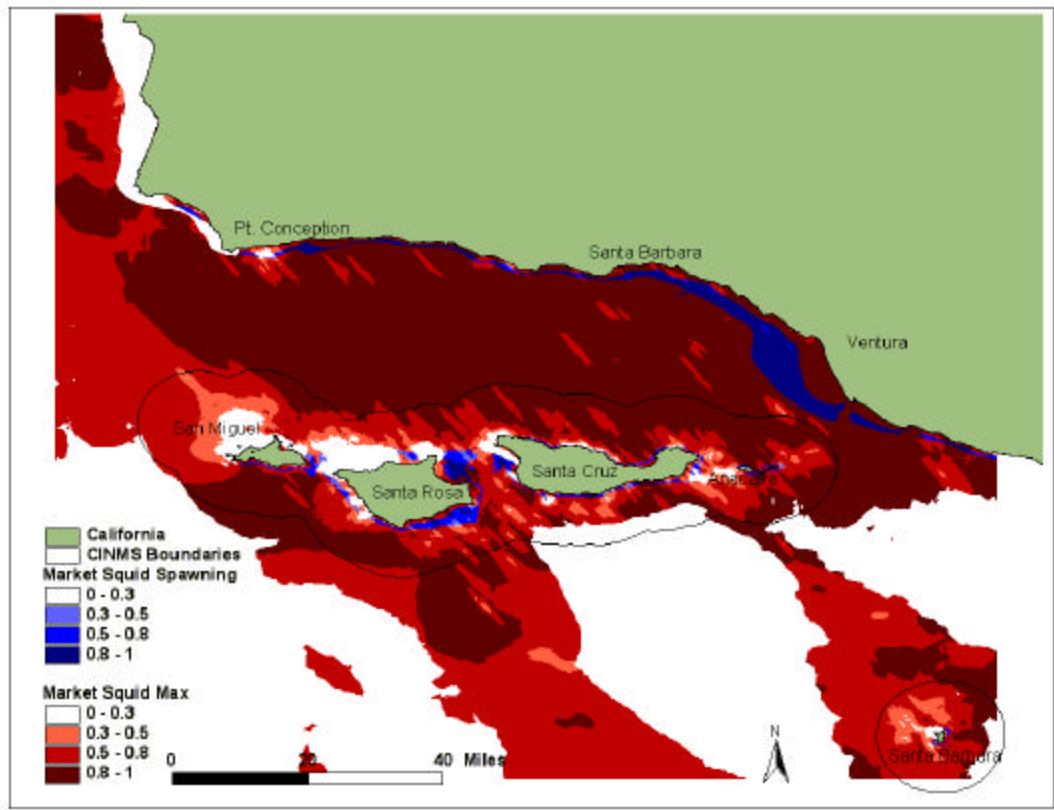 Pt. Conception
Santa Barbara
Ventura
San Miguel
Santa Cruz
Anacapa
Santa Rosa
California
CINMS Boundaries
Market Squid Spawning
0 - 0.3
0.3 - 0.5
0.5 - 0.8
0.8 - 1
Market Squid Max
0 - 0.3
0.3 - 0.5
0.5 - 0.8
0.8 - 1
0 20 40 Miles
N
Santa Barbara